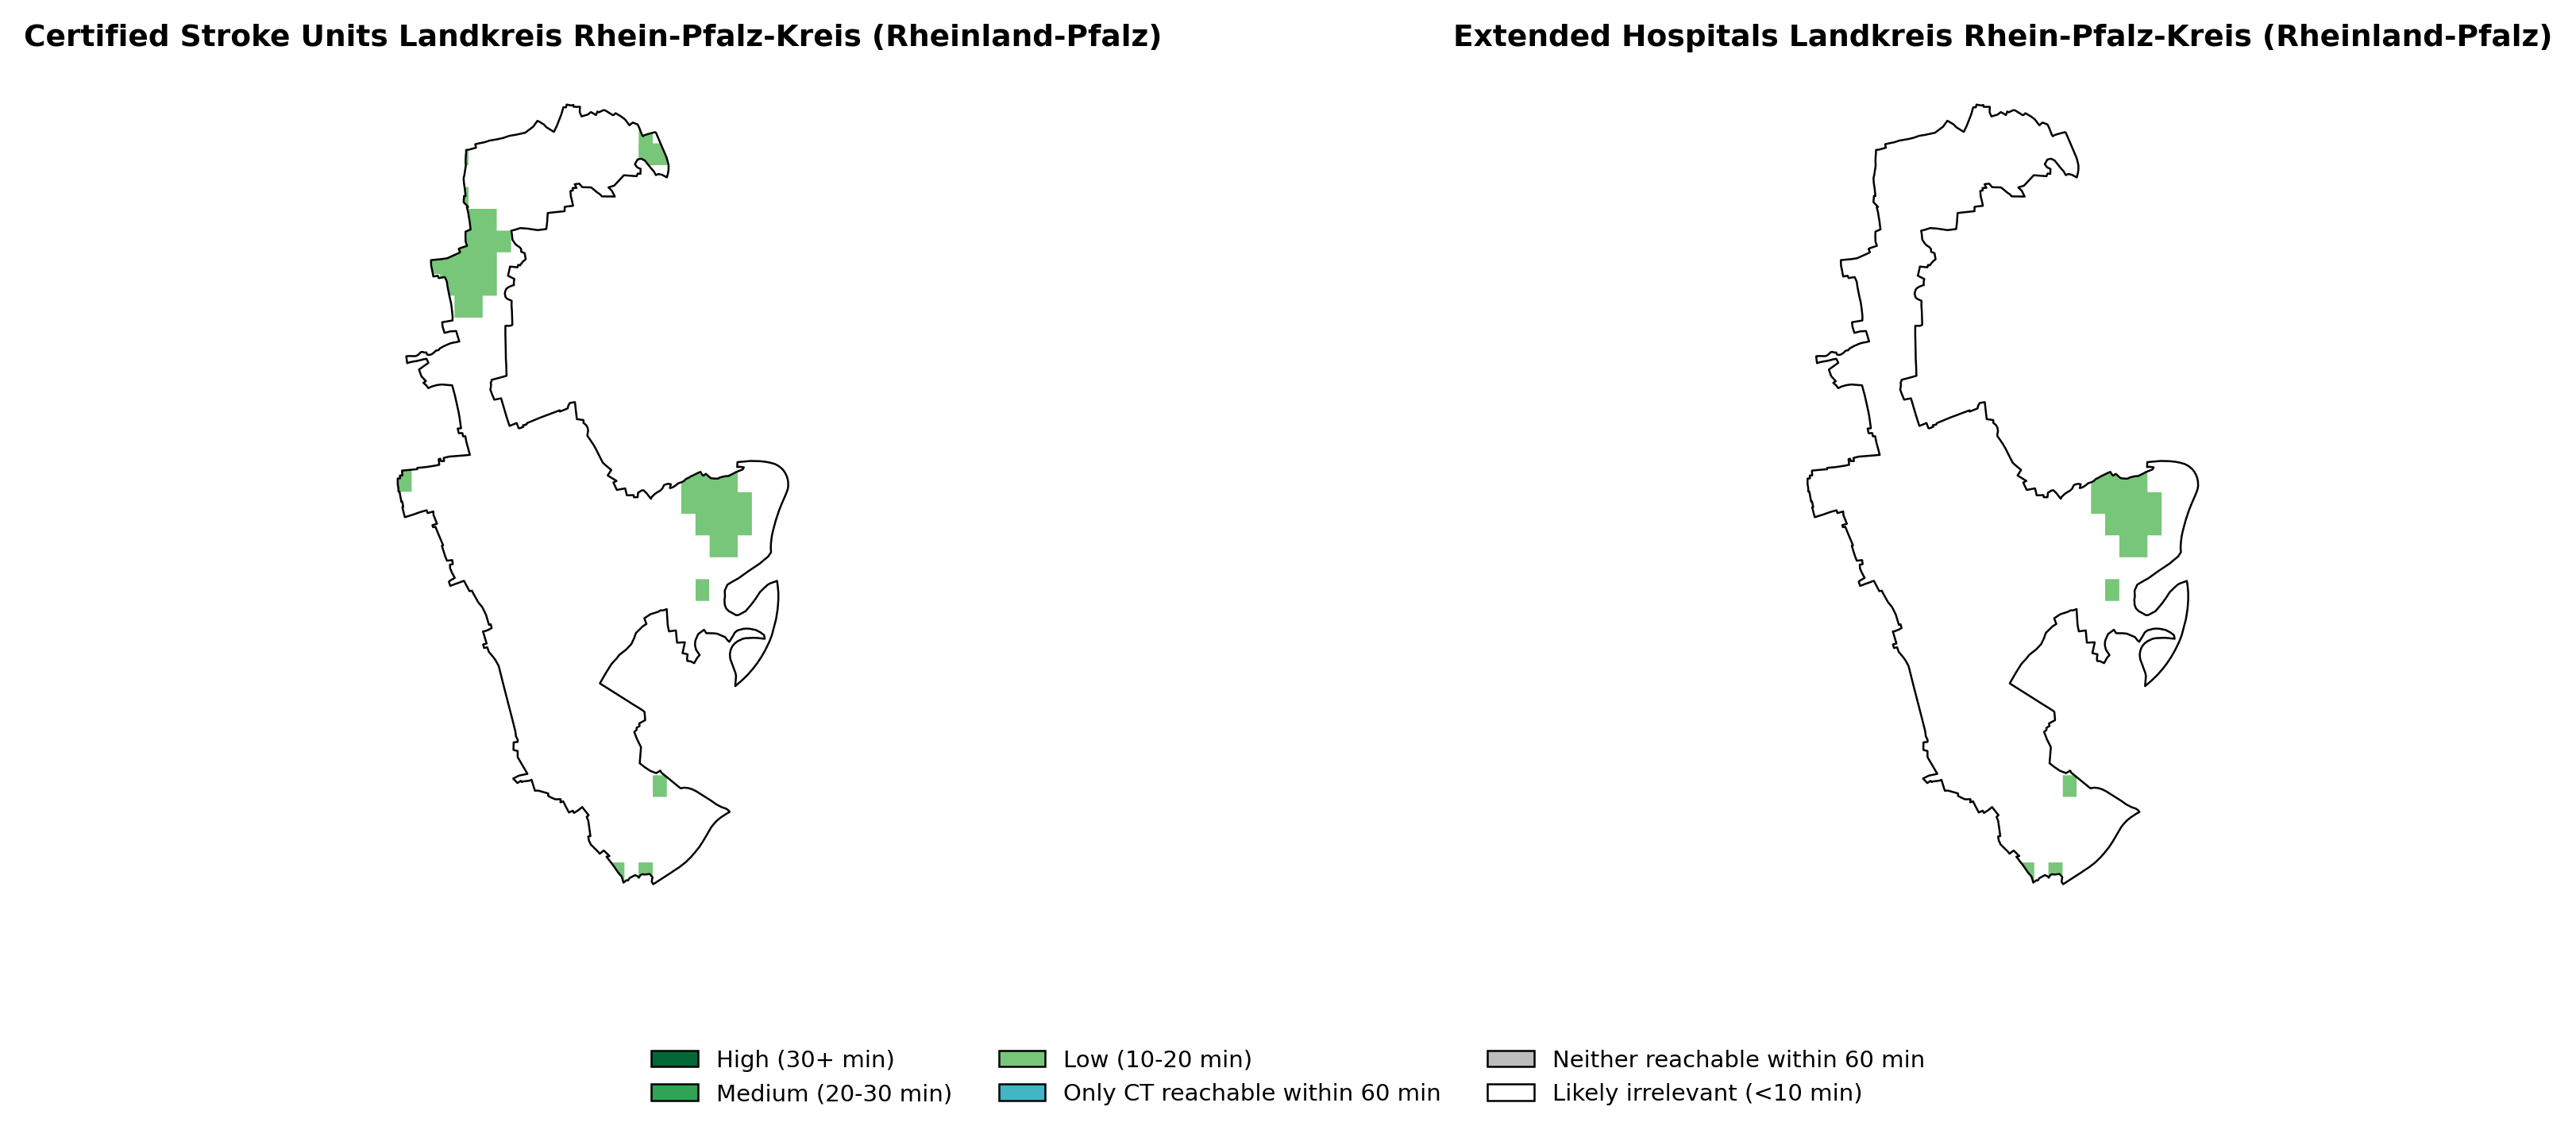 Certified Stroke Units Landkreis Rhein-Pfalz-Kreis (Rheinland-Pfalz)
Extended Hospitals Landkreis Rhein-Pfalz-Kreis (Rheinland-Pfalz)
High (30+ min)
Medium (20-30 min)
Low (10-20 min)
Only CT reachable within 60 min
Neither reachable within 60 min
Likely irrelevant (<10 min)